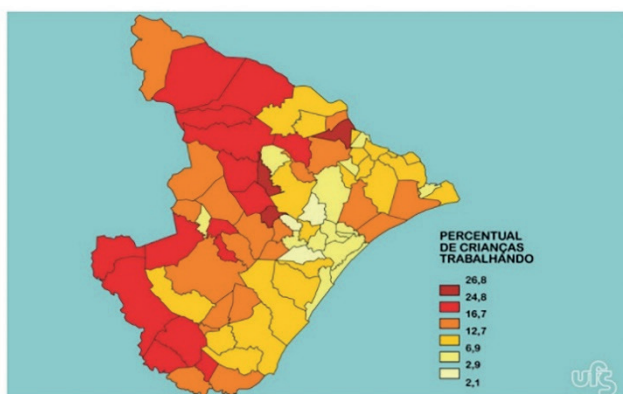 PERCENTUAL
DE CRIANÇAS
TRABALHANDO
26,8
24,8
16,7
12,7
6,9
2,9
2,1
ufs